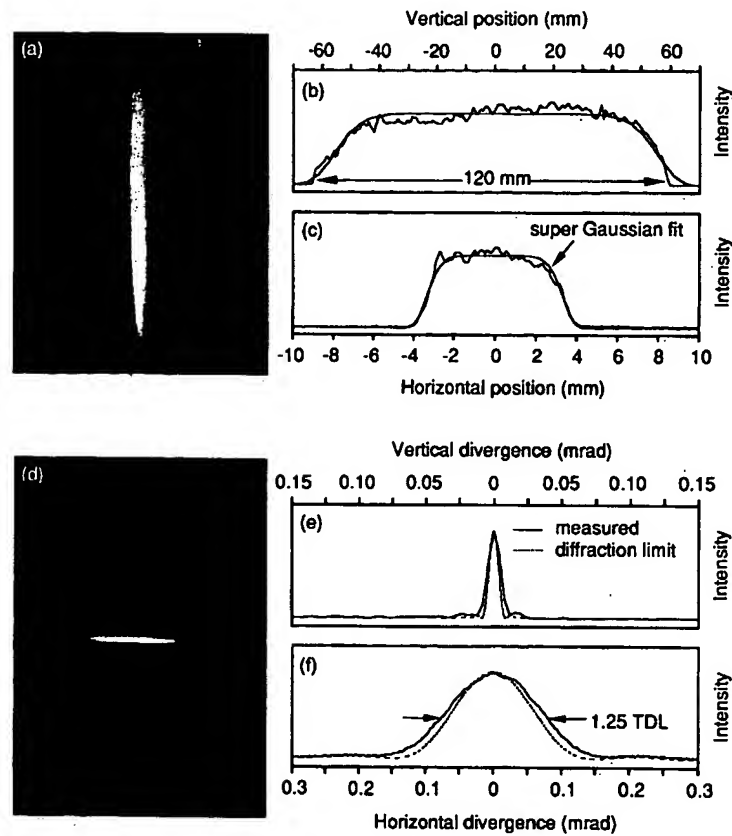 Vertical position (mm)
-60 -40 -20 0 20 40 60
(a)
(b)
Intensity
120 mm
(c)
super Gaussian fit
Intensity
-10 -8 -6 -4 -2 0 2 4 6 8 10
Horizontal position (mm)
Vertical divergence (mrad)
(d)
0.15 0.10 0.05 0 0.05 0.10 0.15
(e)
measured
diffraction limit
Intensity
(f)
1.25 TDL
Intensity
0.3 0.2 0.1 0 0.1 0.2 0.3
Horizontal divergence (mrad)